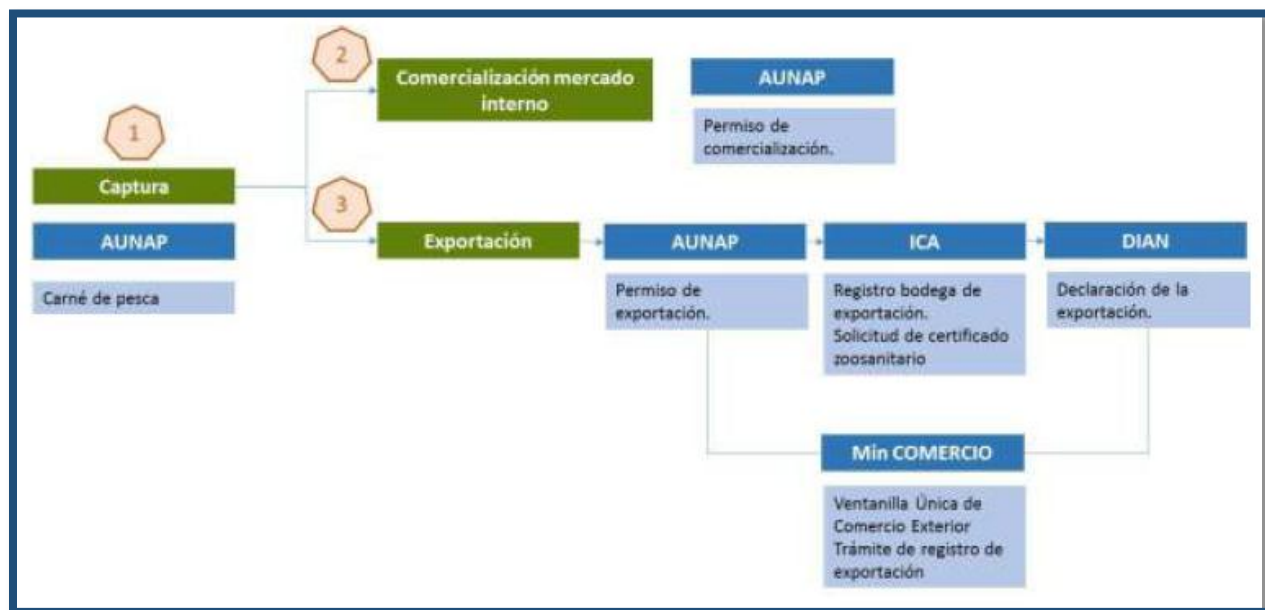 1
Captura
AUNAP
Carné de pesca
2
Comercialización mercado
interno
AUNAP
Permiso de
comercialización.
3
Exportación
AUNAP
Permiso de
exportación.
ICA
Registro bodega de
exportación.
Solicitud de certificado
zoosanitario
DIAN
Declaración de la
exportación.
Min COMERCIO
Ventanilla Única de
Comercio Exterior
Trámite de registro de
exportación